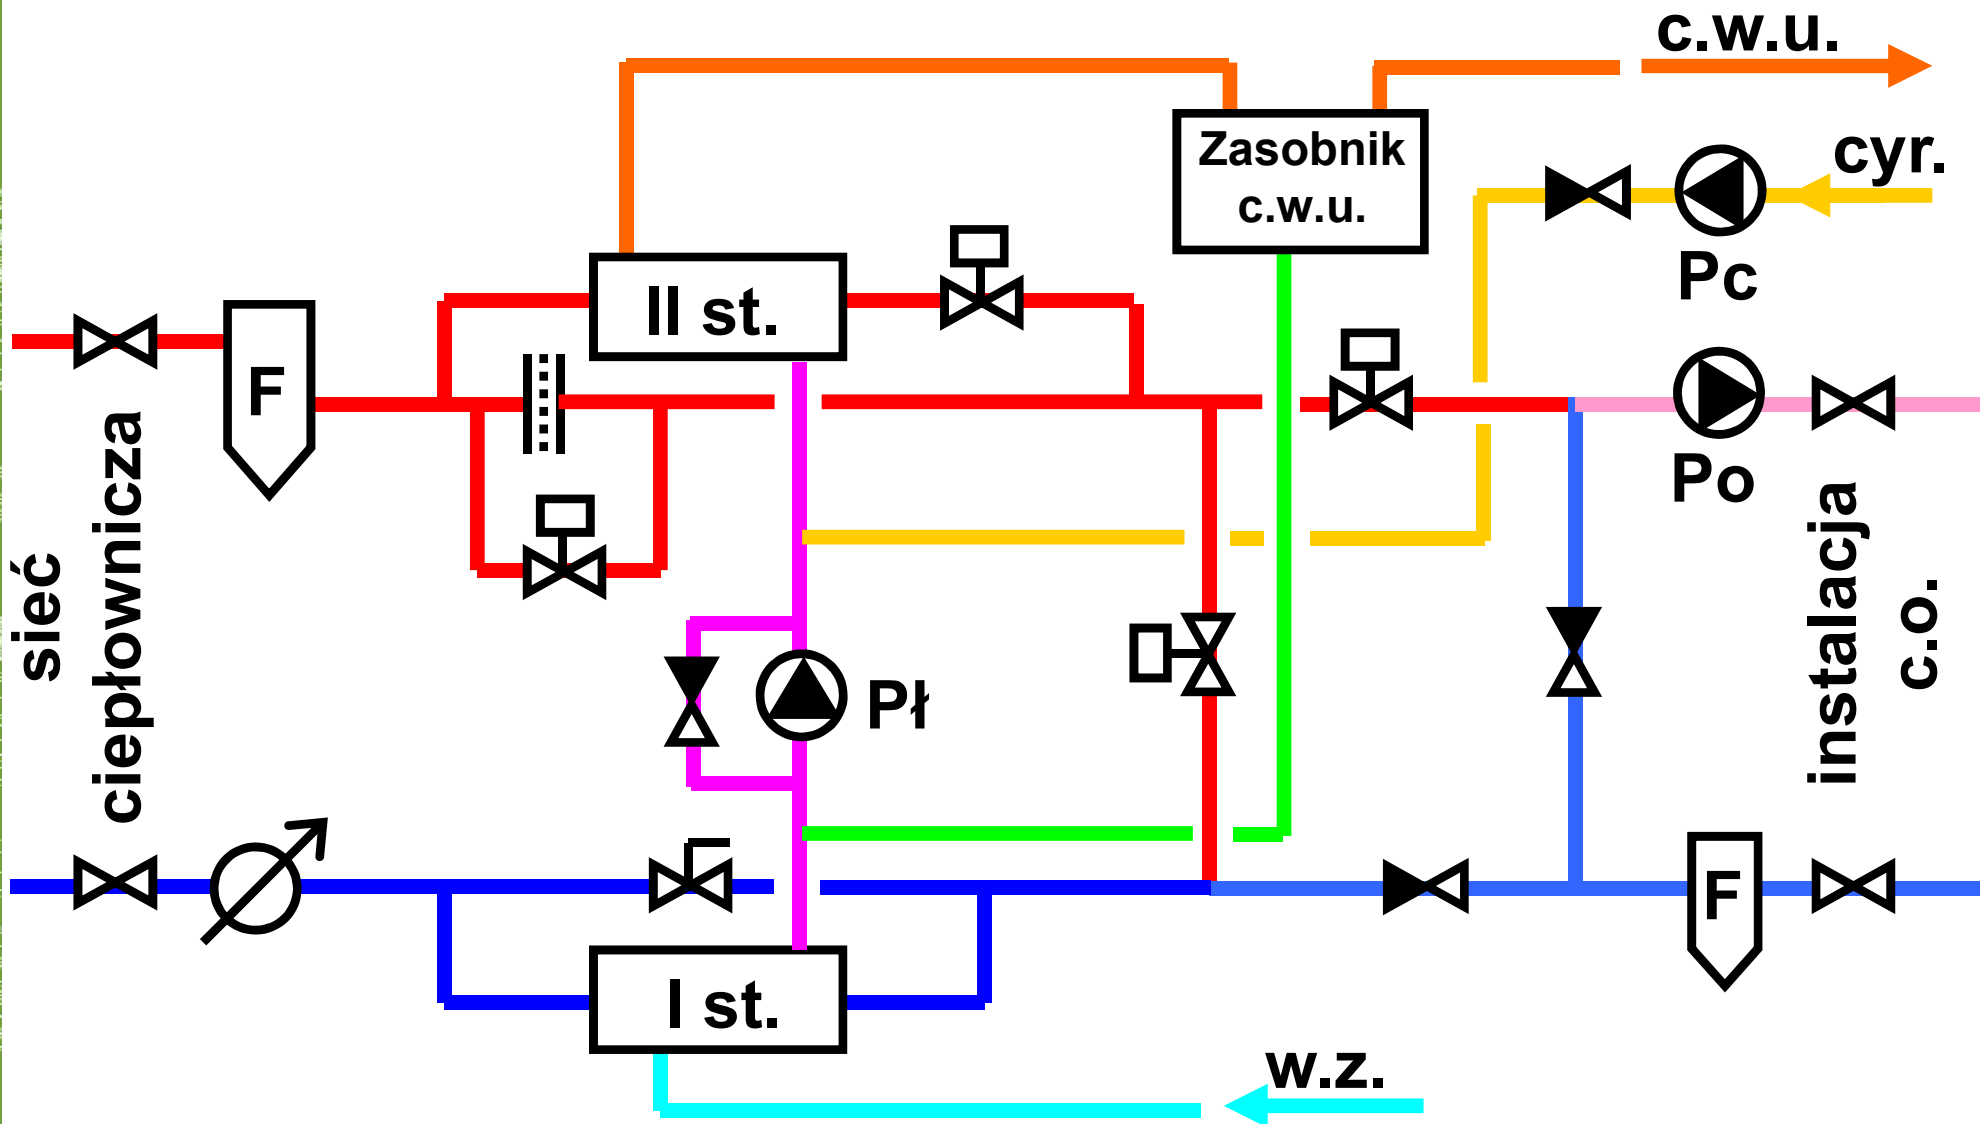 c.w.u.
Zasobnik
c.w.u.
cyr.
Pc
II st.
F
Po
sieć
ciepłownicza
instalacja
c.o.
Pł
F
I st.
w.z.